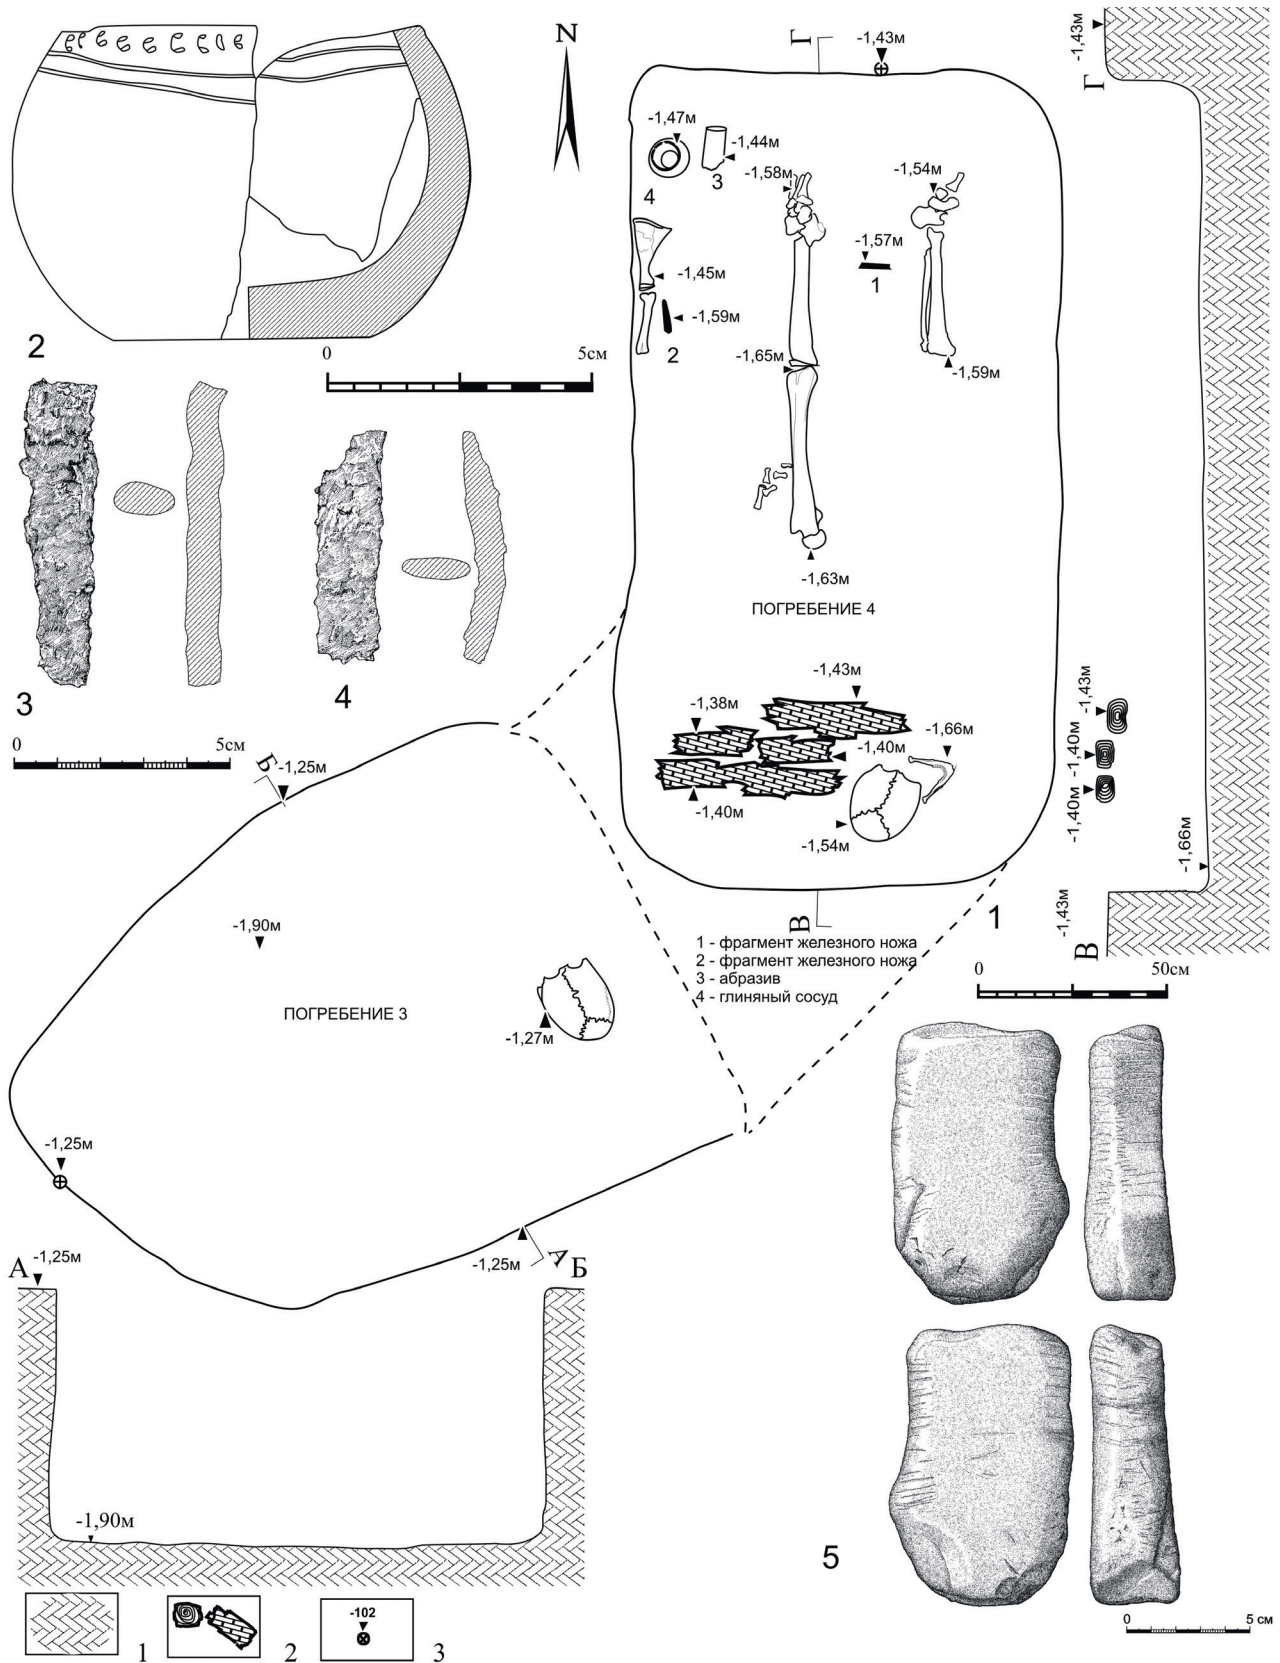 N
Г
-1,43м
-1,43м
Г
-1,47м
-1,44м
4
3
-1,58м
-1,54м
-1,57м
1
-1,45м
-1,59м
2
-1,65м
-1,59м
2
0 5см
-1,63м
ПОГРЕБЕНИЕ 4
3
4
0 5см
-1,43м
-1,38м
-1,66м
-1,40м
-1,40м
-1,54м
-1,43м
-1,40м
-1,40м
-1,66м
-1,43м
В
В
1
1 - фрагмент железного ножа
2 - фрагмент железного ножа
3 - абразив
4 - глиняный сосуд
0 50см
Б
-1,25м
-1,90м
ПОГРЕБЕНИЕ 3
-1,27м
-1,25м
А
-1,25м
А
-1,25м
Б
-1,90м
5
0 5 см
1
2
-102
3